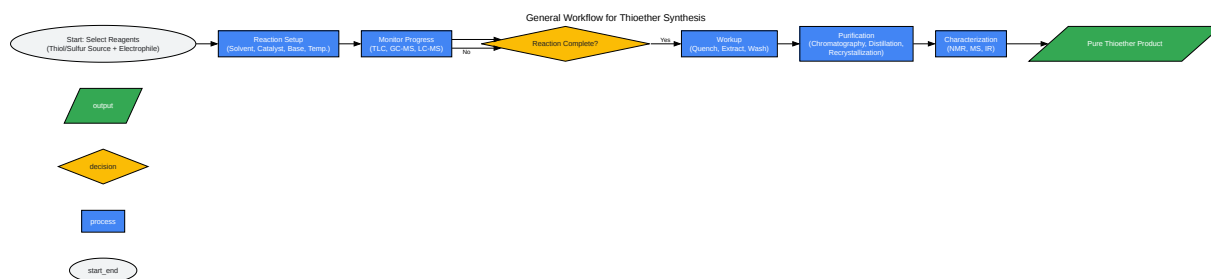 General Workflow for Thioether Synthesis
Start: Select Reagents
(Thiol/Sulfur Source + Electrophile)
Reaction Setup
(Solvent, Catalyst, Base, Temp.)
Monitor Progress
(TLC, GC-MS, LC-MS)
No
Reaction Complete?
Yes
Workup
(Quench, Extract, Wash)
Purification
(Chromatography, Distillation,
Recrystallization)
Characterization
(NMR, MS, IR)
Pure Thioether Product
output
decision
process
start_end